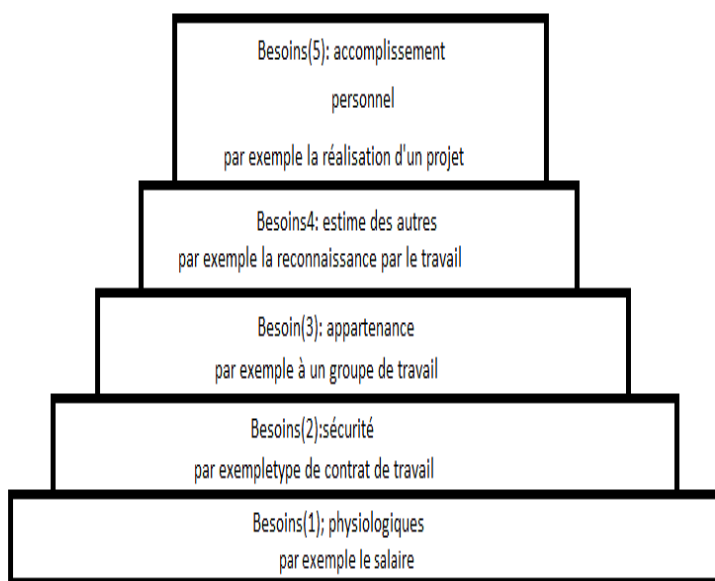 Besoins(5): accomplissement
personnel
par exemple la réalisation d'un projet
Besoins4: estime des autres
par exemple la reconnaissance par le travail
Besoin(3): appartenance
par exemple à un groupe de travail
Besoins(2):sécurité
par exempletype de contrat de travail
Besoins(1); physiologiques
par exemple le salaire